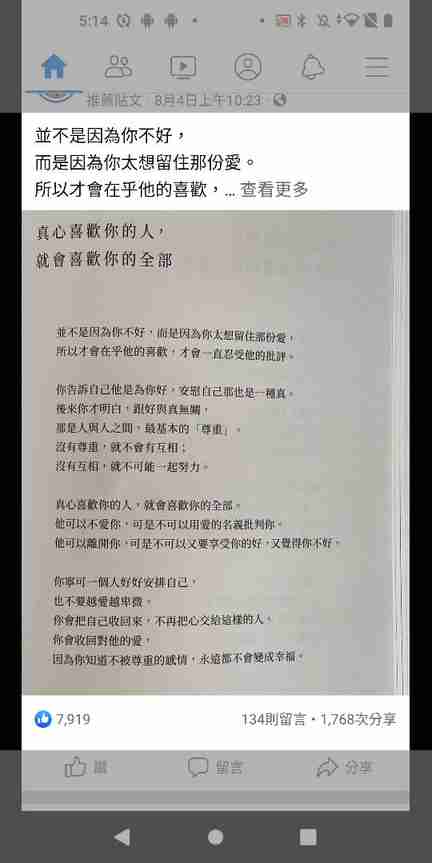 5:14
推薦貼文 · 8月4日上午10:23 ·
並不是因為你不好，
而是因為你太想留住那份愛。
所以才會在乎他的喜歡，... 查看更多
真心喜歡你的人，
就會喜歡你的全部
並不是因為你不好，而是因為你太想留住那份愛，
所以才會在乎他的喜歡，才會一直忍受他的批評。
你告訴自己他是為你好，安慰自己那也是一種真。
後來你才明白，跟好與真無關，
那是人與人之間，最基本的「尊重」。
沒有尊重，就不會有互相；
沒有互相，就不可能一起努力。
真心喜歡你的人，就會喜歡你的全部。
他可以不愛你，可是不可以用愛的名義批判你。
他可以離開你，可是不可以又要享受你的好，又覺得你不好。
你寧可一個人好好安排自己，
也不要越愛越卑微。
你會把自己收回來，不再把心交給這樣的人。
你會收回對他的愛，
因為你知道不被尊重的感情，永遠都不會變成幸福。
7,919
134則留言 · 1,768次分享
讚
留言
分享